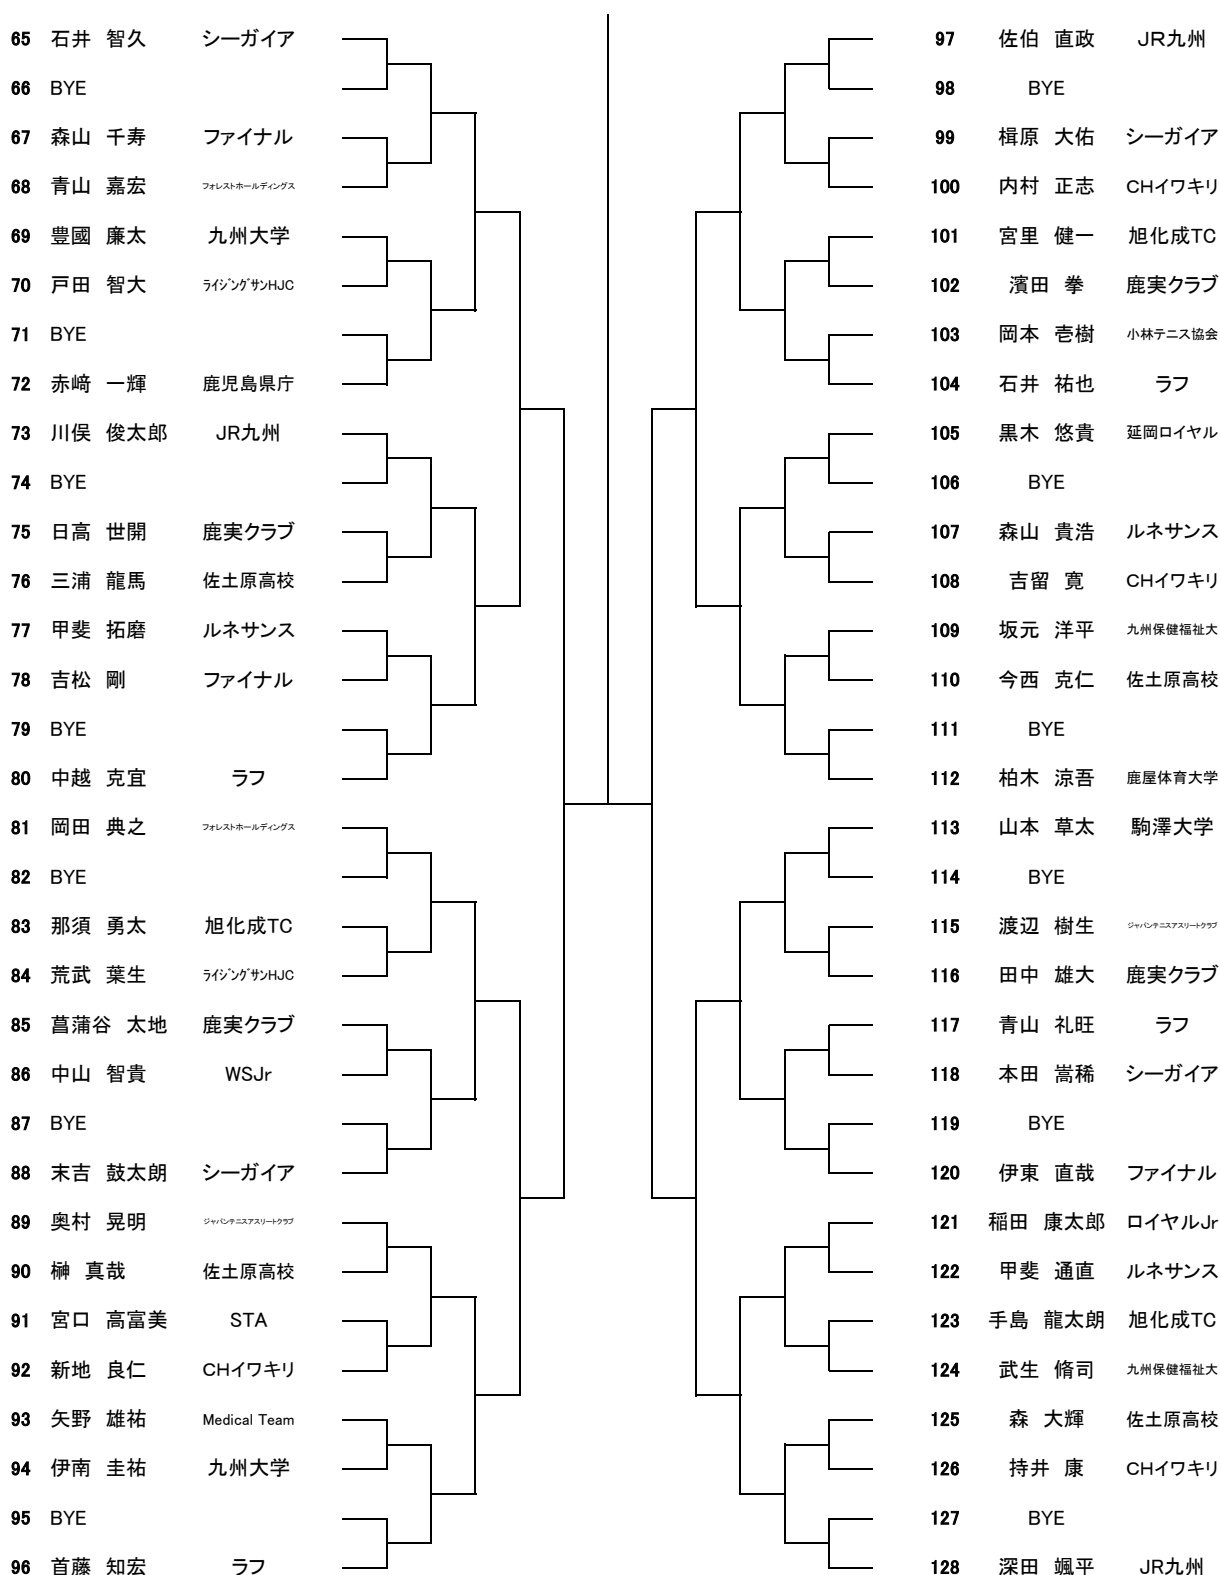 65 石井 智久 シーガイア
66 BYE
67 森山 千寿 ファイナル
68 青山 嘉宏 フォレストホールディングス
69 豊國 廉太 九州大学
70 戸田 智大 ﾗｲｼﾞﾝｸﾞｻﾝHJC
71 BYE
72 赤﨑 一輝 鹿児島県庁
73 川俣 俊太郎 JR九州
74 BYE
75 日高 世開 鹿実クラブ
76 三浦 龍馬 佐土原高校
77 甲斐 拓磨 ルネサンス
78 吉松 剛 ファイナル
79 BYE
80 中越 克宜 ラフ
81 岡田 典之 フォレストホールディングス
82 BYE
83 那須 勇太 旭化成TC
84 荒武 葉生 ﾗｲｼﾞﾝｸﾞｻﾝHJC
85 菖蒲谷 太地 鹿実クラブ
86 中山 智貴 WSJr
87 BYE
88 末吉 鼓太朗 シーガイア
89 奥村 晃明 ジャパンテニスアスリートクラブ
90 榊 真哉 佐土原高校
91 宮口 高富美 STA
92 新地 良仁 CHイワキリ
93 矢野 雄祐 Medical Team
94 伊南 圭祐 九州大学
95 BYE
96 首藤 知宏 ラフ
97 佐伯 直政 JR九州
98 BYE
99 楫原 大佑 シーガイア
100 内村 正志 CHイワキリ
101 宮里 健一 旭化成TC
102 濱田 拳 鹿実クラブ
103 岡本 壱樹 小林テニス協会
104 石井 祐也 ラフ
105 黒木 悠貴 延岡ロイヤル
106 BYE
107 森山 貴浩 ルネサンス
108 吉留 寛 CHイワキリ
109 坂元 洋平 九州保健福祉大
110 今西 克仁 佐土原高校
111 BYE
112 柏木 涼吾 鹿屋体育大学
113 山本 草太 駒澤大学
114 BYE
115 渡辺 樹生 ジャパンテニスアスリートクラブ
116 田中 雄大 鹿実クラブ
117 青山 礼旺 ラフ
118 本田 嵩稀 シーガイア
119 BYE
120 伊東 直哉 ファイナル
121 稲田 康太郎 ロイヤルJr
122 甲斐 通直 ルネサンス
123 手島 龍太朗 旭化成TC
124 武生 脩司 九州保健福祉大
125 森 大輝 佐土原高校
126 持井 康 CHイワキリ
127 BYE
128 深田 颯平 JR九州